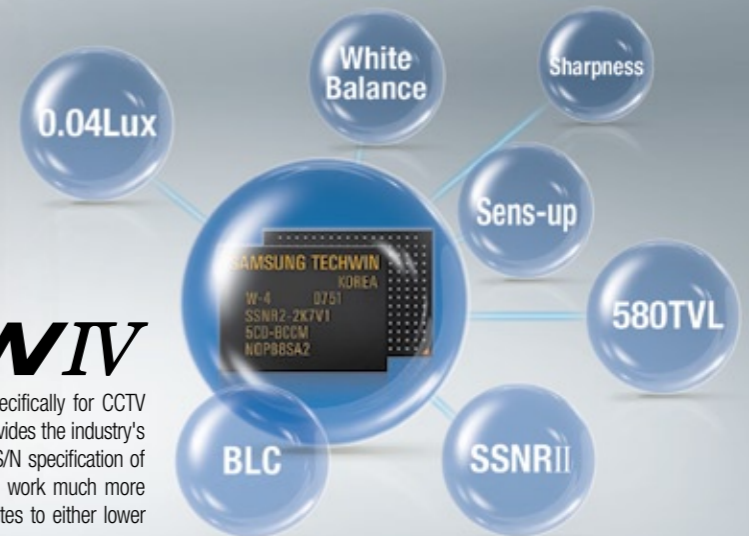 White
Balance
Sharpness
0.04Lux
Sens-up
SAMSUNG TECHWIN
KOREA
W-4 0751
SSNR2-2K7V1
5CD-BCCM
NOP88SA2
580TVL
WIV
ecifically for CCTV
vides the industry's
S/N specification of
work much more
tes to either lower
BLC
SSNRII